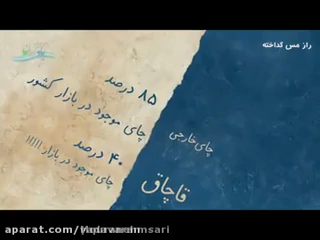 راز مس گداخته
۸۵ درصد
چای موجود در بازار کشور
چای خارجی
۴۰ درصد
چای موجود در بازار !!!!!
قاچاق
aparat.com/